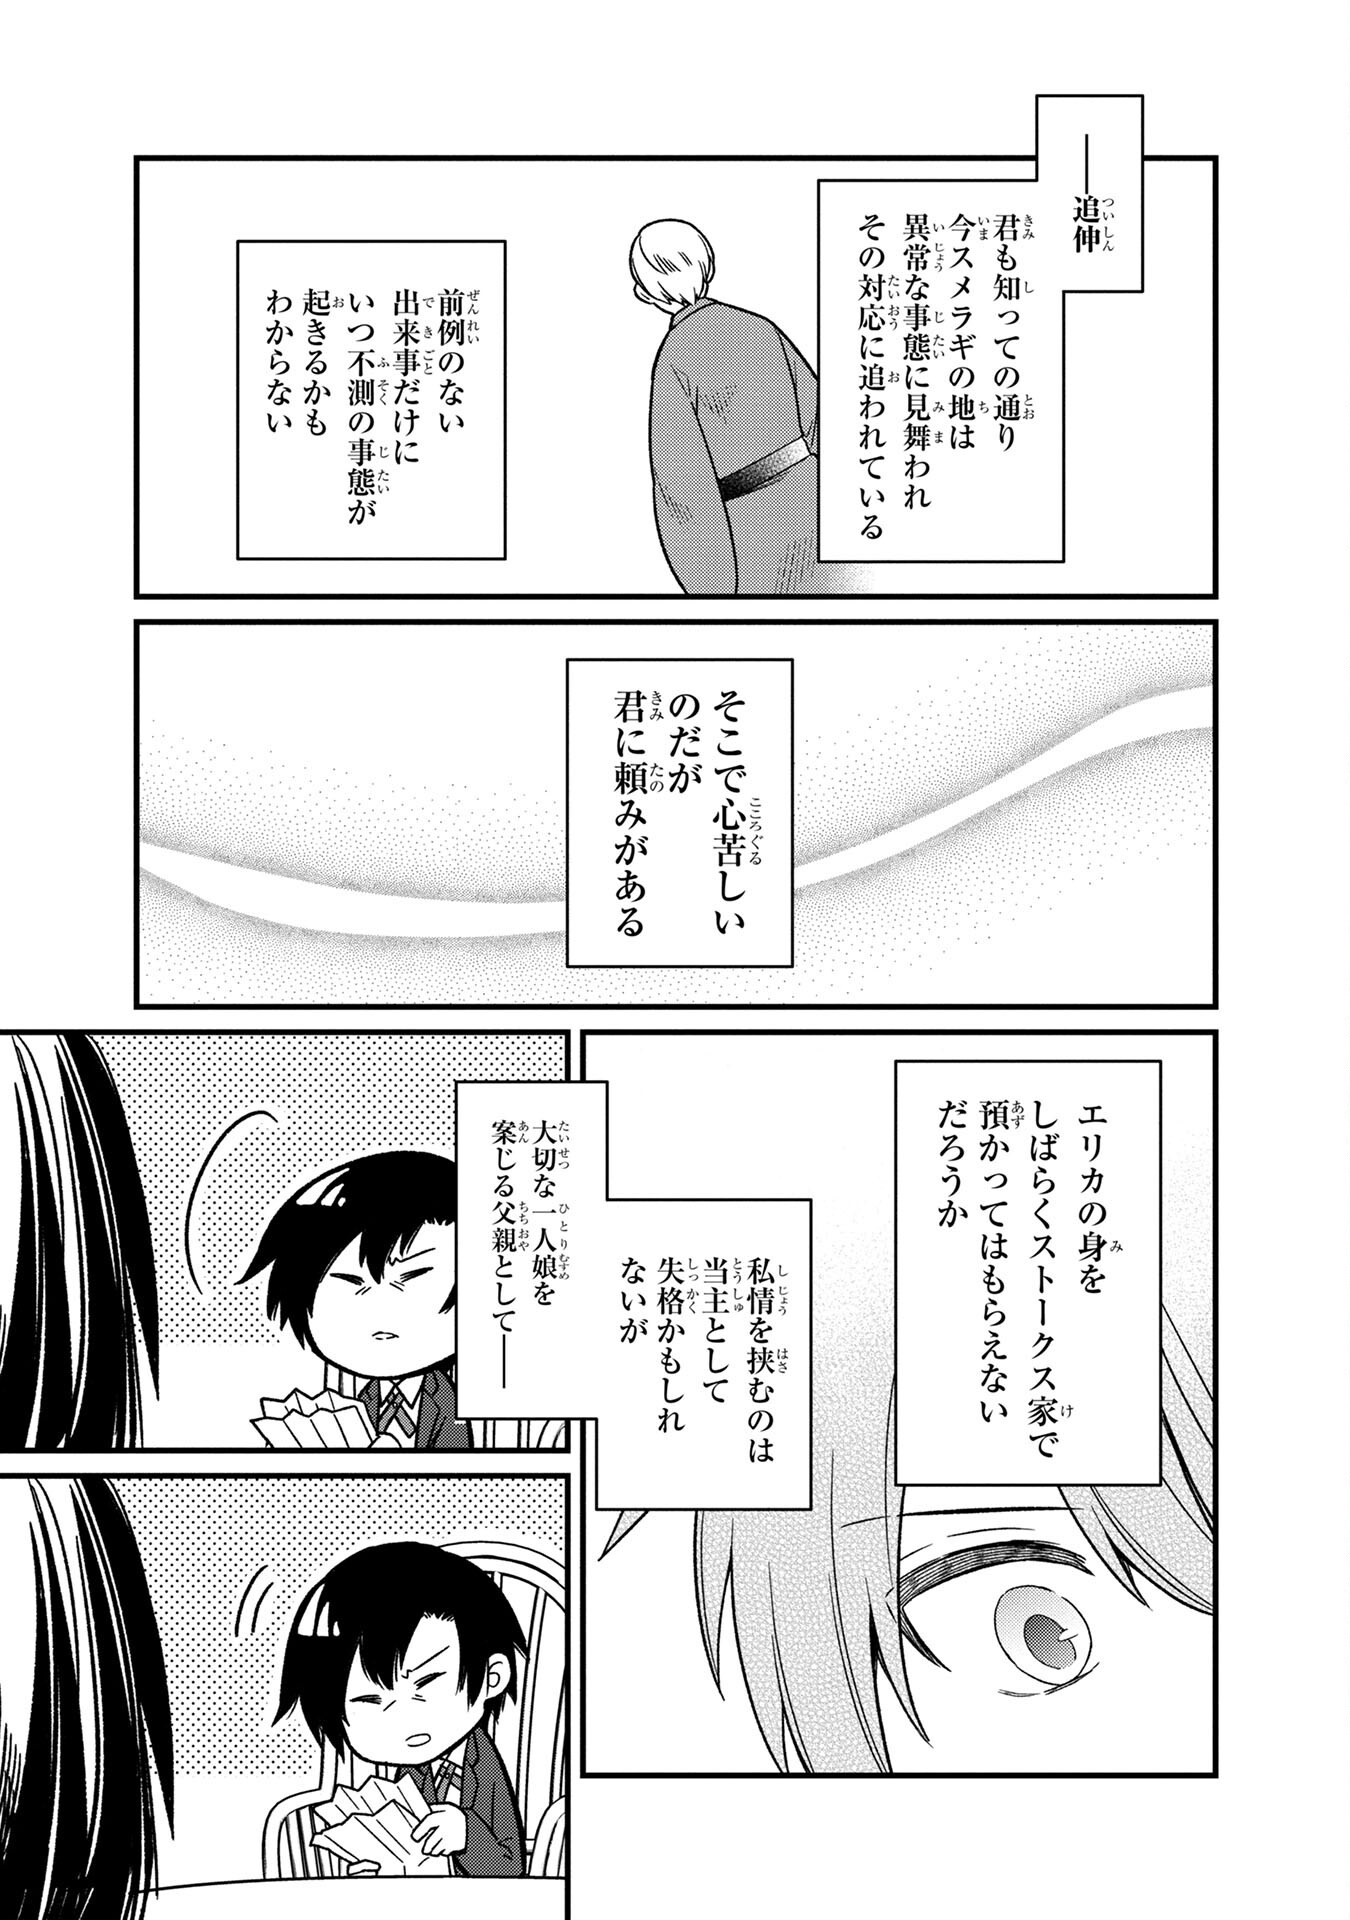 ――追伸
君も知っての通り
今スメラギの地は
異常な事態に見舞われ
その対応に追われている
前例のない
出来事だけに
いつ不測の事態が
起きるかも
わからない
そこで心苦しい
のだが
君に頼みがある
エリカの身を
しばらくストークス家で
預かってはもらえない
だろうか
私情を挟むのは
当主として
失格かもしれ
ないが
大切な一人娘を
案じる父親として――